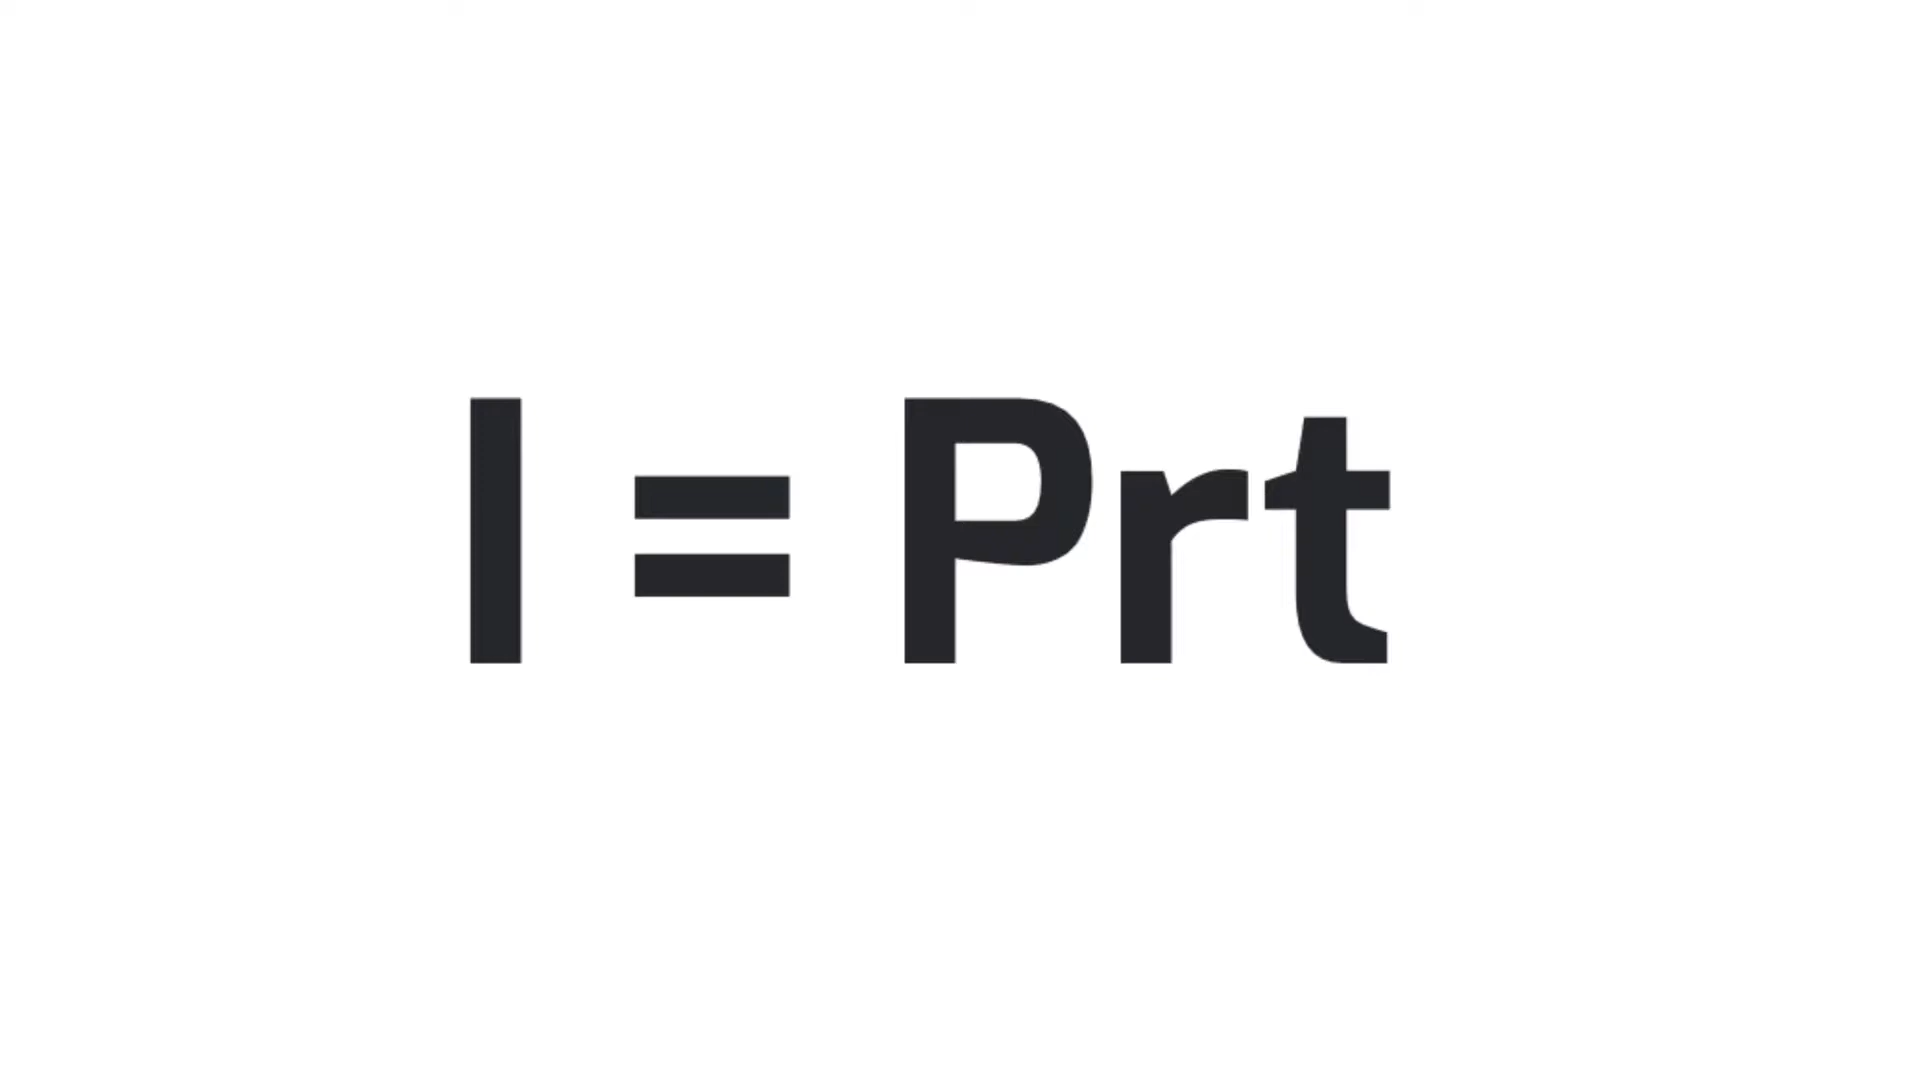 I = Prt